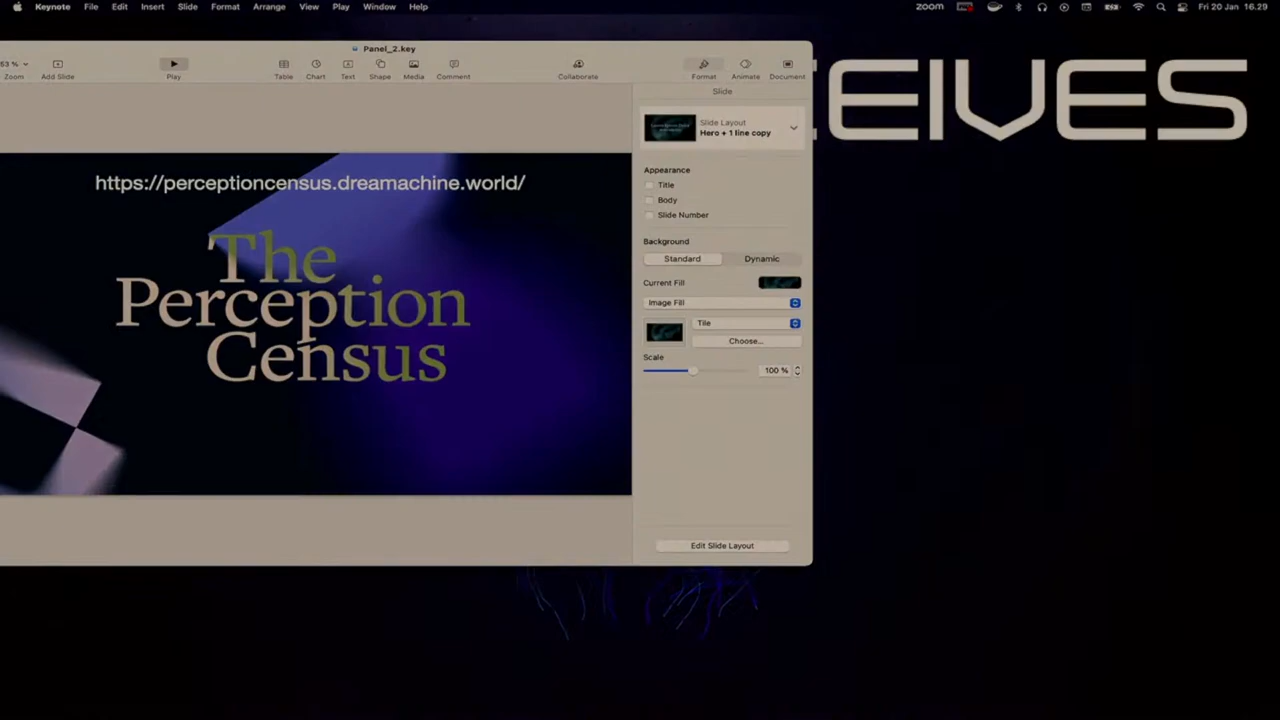 Keynote File Edit Insert Slide Format Arrange View Play Window Help zoom Fri 20 Jan 16.29
Panel_2.key
53 %
Zoom Add Slide Play Table Chart Text Shape Media Comment Collaborate Format Animate Document
Slide
EIVES
Slide Layout
Hero + 1 line copy
Appearance
Title
Body
Slide Number
Background
Standard Dynamic
Current Fill
Image Fill
Tile
Choose...
Scale
100 %
Edit Slide Layout
https://perceptioncensus.dreamachine.world/
The
Perception
Census